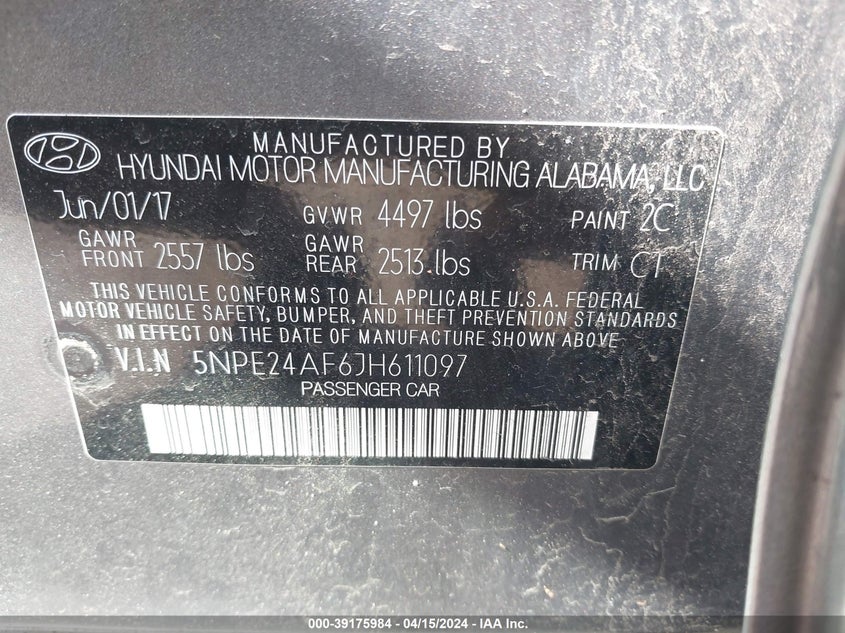 MANUFACTURED BY
HYUNDAI MOTOR MANUFACTURING ALABAMA, LLC
Jun/01/17 GVWR 4497 lbs PAINT 2C
GAWR FRONT 2557 lbs GAWR REAR 2513 lbs TRIM CT
THIS VEHICLE CONFORMS TO ALL APPLICABLE U.S.A. FEDERAL
MOTOR VEHICLE SAFETY, BUMPER, AND THEFT PREVENTION STANDARDS
IN EFFECT ON THE DATE OF MANUFACTURE SHOWN ABOVE
V.I.N 5NPE24AF6JH611097
PASSENGER CAR
000-39175984 - 04/15/2024 - IAA Inc.